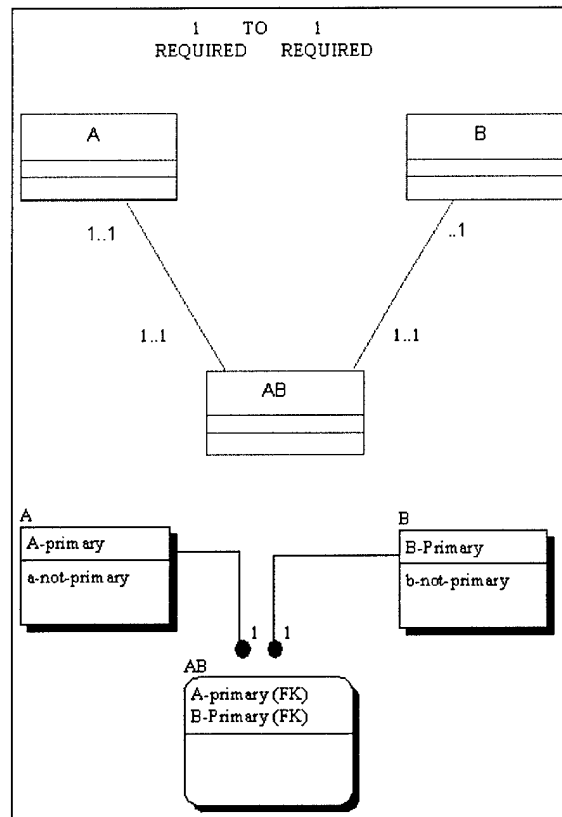 1 TO 1
REQUIRED REQUIRED
A
B
1..1
..1
1..1
1..1
AB
A
A-primary
a-not-primary
B
B-Primary
b-not-primary
1
1
AB
A-primary (FK)
B-Primary (FK)